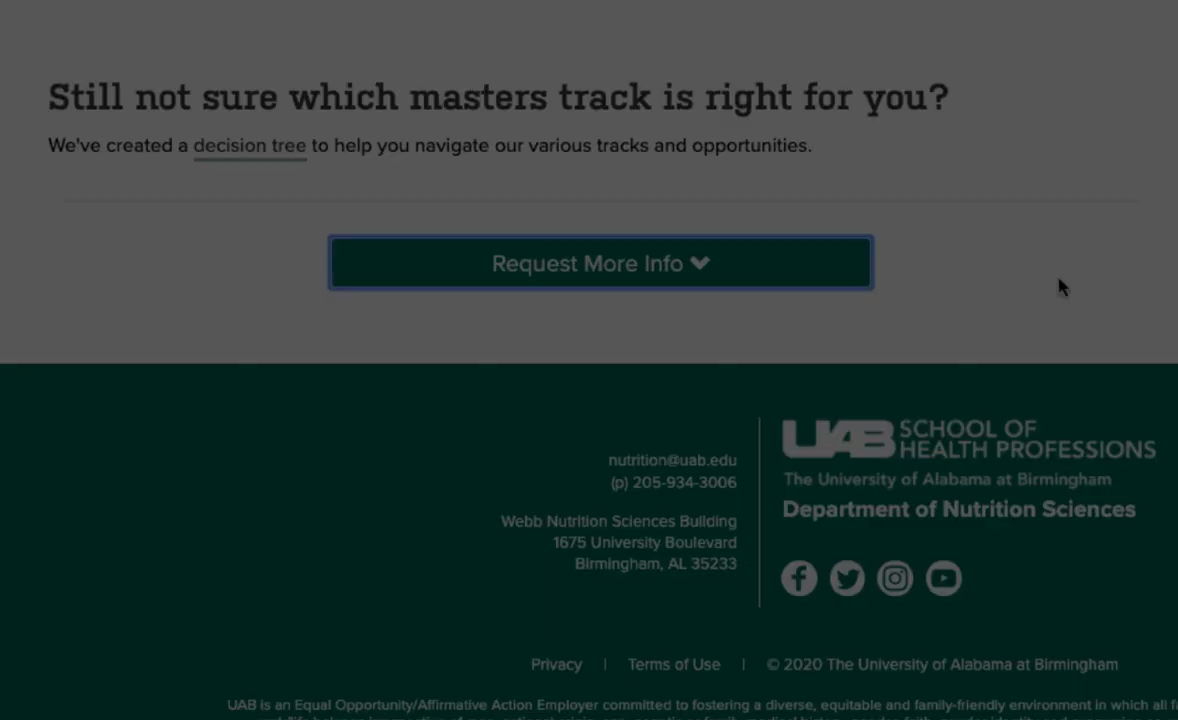 Still not sure which masters track is right for you?
We've created a decision tree to help you navigate our various tracks and opportunities.
Request More Info
nutrition@uab.edu
(p) 205-934-3006
Webb Nutrition Sciences Building
1675 University Boulevard
Birmingham, AL 35233
UAB SCHOOL OF
HEALTH PROFESSIONS
The University of Alabama at Birmingham
Department of Nutrition Sciences
Privacy | Terms of Use | © 2020 The University of Alabama at Birmingham
UAB is an Equal Opportunity/Affirmative Action Employer committed to fostering a diverse, equitable and family-friendly environment in which all